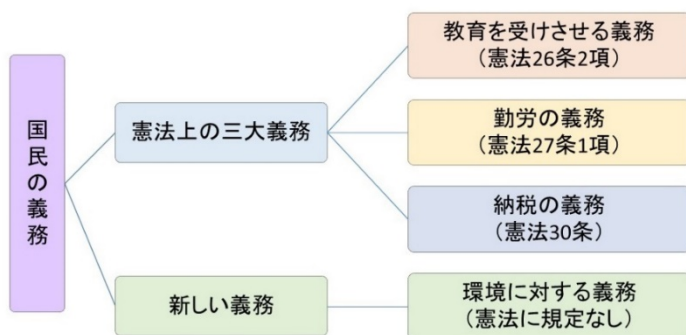 国民の義務
憲法上の三大義務
教育を受けさせる義務
（憲法26条2項）
勤労の義務
（憲法27条1項）
納税の義務
（憲法30条）
新しい義務
環境に対する義務
（憲法に規定なし）